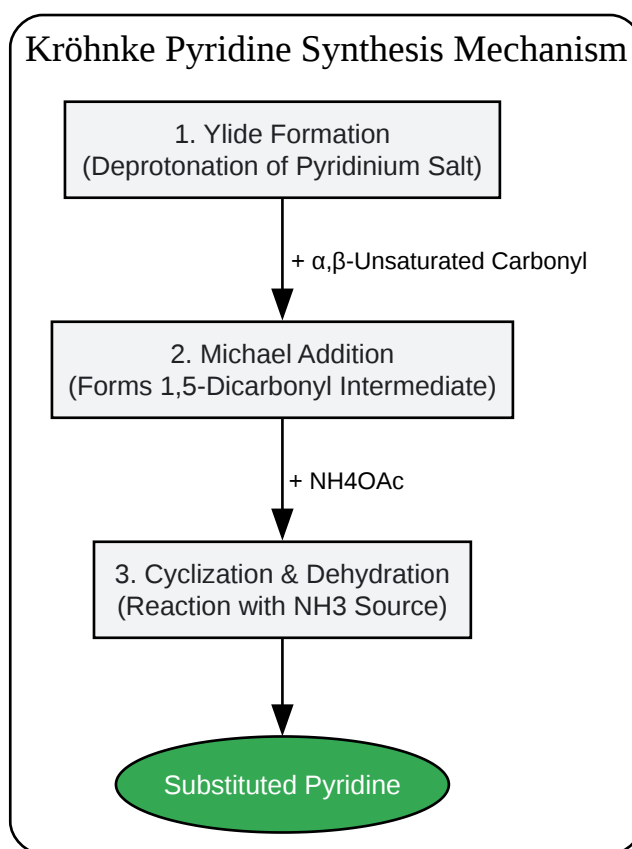 Kröhnke Pyridine Synthesis Mechanism
1. Ylide Formation
(Deprotonation of Pyridinium Salt)
+ α,β-Unsaturated Carbonyl
2. Michael Addition
(Forms 1,5-Dicarbonyl Intermediate)
+ NH4OAc
3. Cyclization & Dehydration
(Reaction with NH3 Source)
Substituted Pyridine